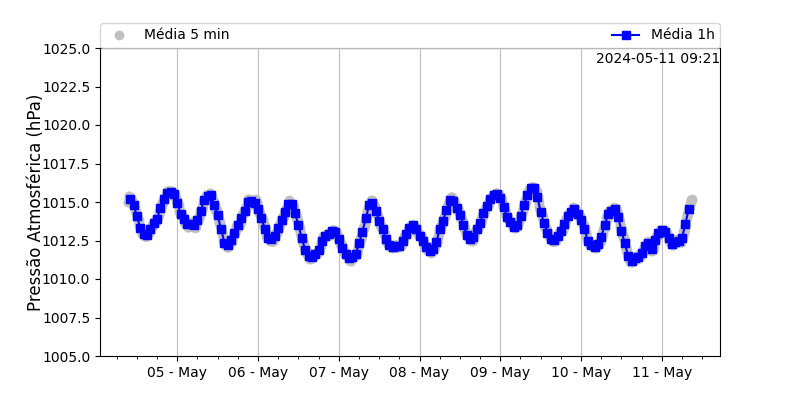 Média 5 min
Média 1h
2024-05-11 09:21
Pressão Atmosférica (hPa)
1025.0
1022.5
1020.0
1017.5
1015.0
1012.5
1010.0
1007.5
1005.0
05 - May
06 - May
07 - May
08 - May
09 - May
10 - May
11 - May